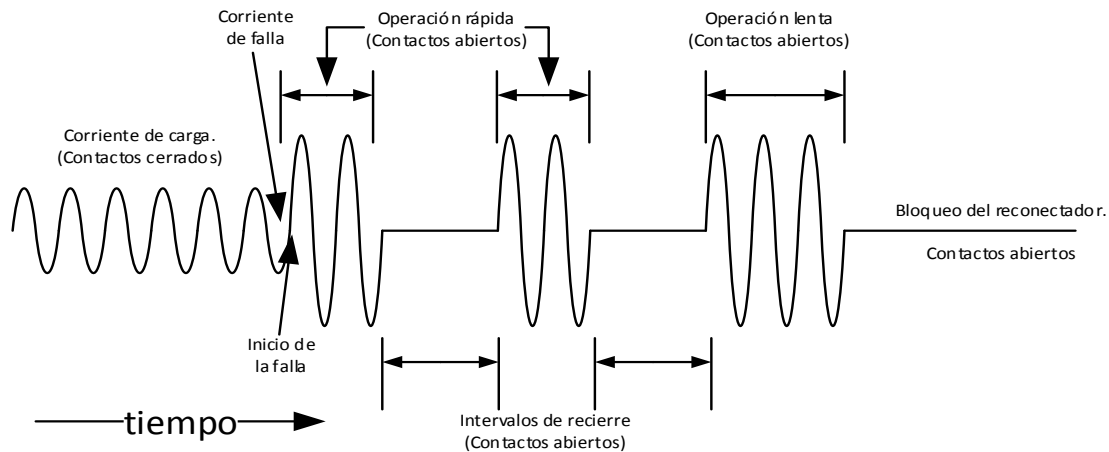 Corriente
de falla
Operación rápida
(Contactos abiertos)
Operación lenta
(Contactos abiertos)
Corriente de carga.
(Contactos cerrados)
Bloqueo del reconectador.
Contactos abiertos
Inicio de
la falla
tiempo
Intervalos de recierre
(Contactos abiertos)